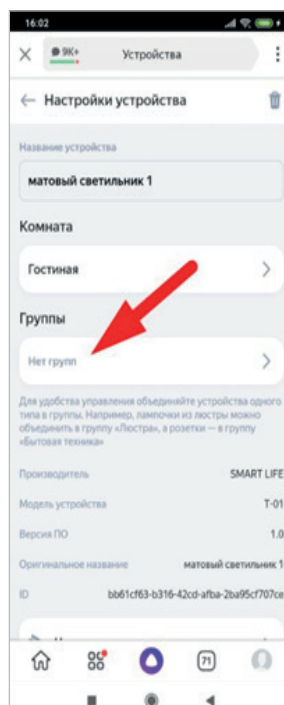 16:02
9K+ Устройства
Настройки устройства
Название устройства
матовый светильник 1
Комната
Гостиная
Группы
Нет групп
Для удобства управления объединяйте устройства одного
типа в группы. Например, лампочки из люстры можно
объединить в группу «Люстра», а розетки — в группу
«Бытовая техника»
Производитель SMART LIFE
Модель устройства T-01
Версия ПО 1.0
Оригинальное название матовый светильник 1
ID bb61cf63-b316-42cd-afba-2ba95cf707ce
71